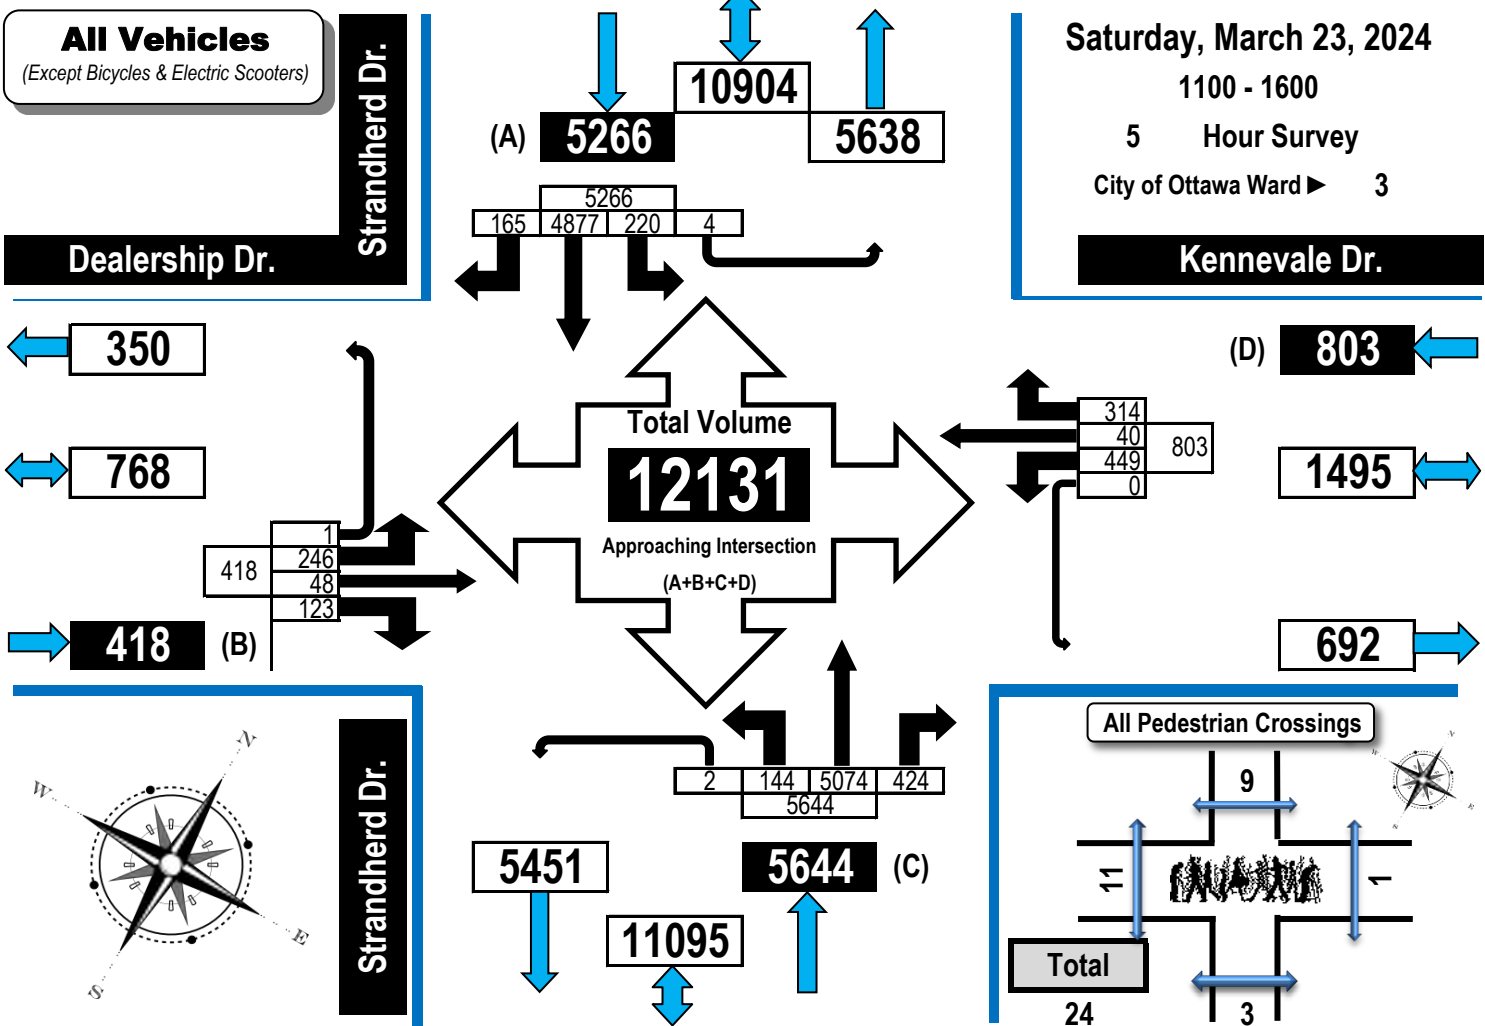 All Vehicles
(Except Bicycles & Electric Scooters)
Strandherd Dr.
Dealership Dr.
10904
(A) 5266
5638
5266
165 4877 220 4
Saturday, March 23, 2024
1100 - 1600
5 Hour Survey
City of Ottawa Ward ► 3
Kennevale Dr.
350
768
1
246
48
123
418
418 (B)
Total Volume
12131
Approaching Intersection
(A+B+C+D)
(D) 803
314
40
449
0
803
1495
692
2 144 5074 424
5644
5451
5644 (C)
11095
Strandherd Dr.
N
W
E
S
All Pedestrian Crossings
9
11
1
3
Total
24
N
W
E
S